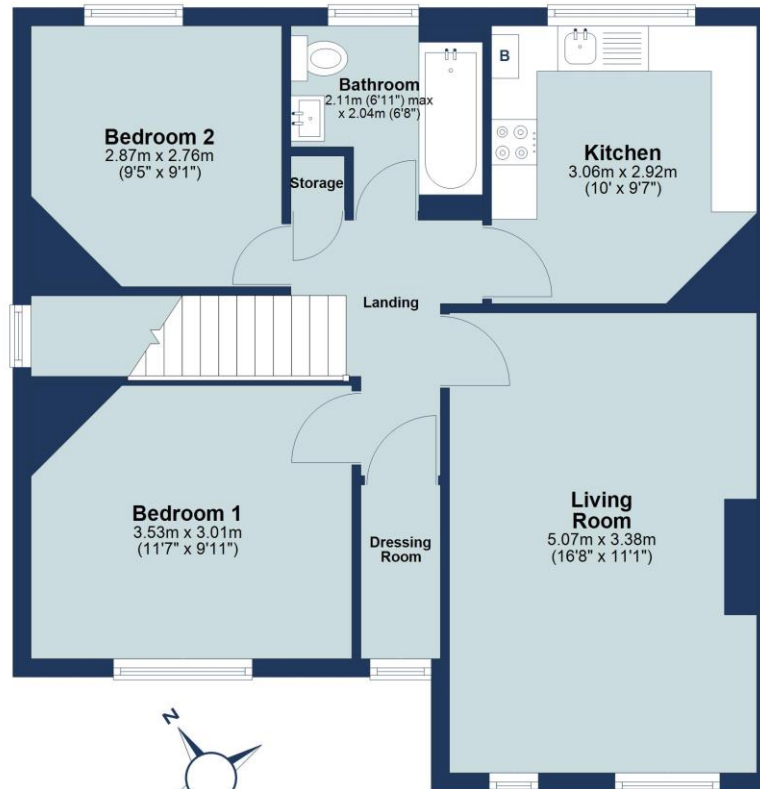 Bedroom 2
2.87m x 2.76m
(9'5" x 9'1")
Bathroom
2.11m (6'11") max
x 2.04m (6'8")
B
Kitchen
3.06m x 2.92m
(10' x 9'7")
Storage
Landing
Bedroom 1
3.53m x 3.01m
(11'7" x 9'11")
Dressing
Room
Living
Room
5.07m x 3.38m
(16'8" x 11'1")
N